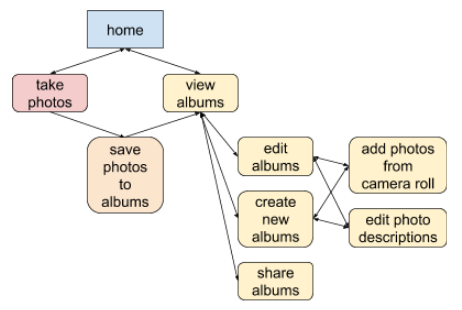 home
take
photos
view
albums
save
photos
to
albums
edit
albums
add photos
from
camera roll
create
new
albums
edit photo
descriptions
share
albums